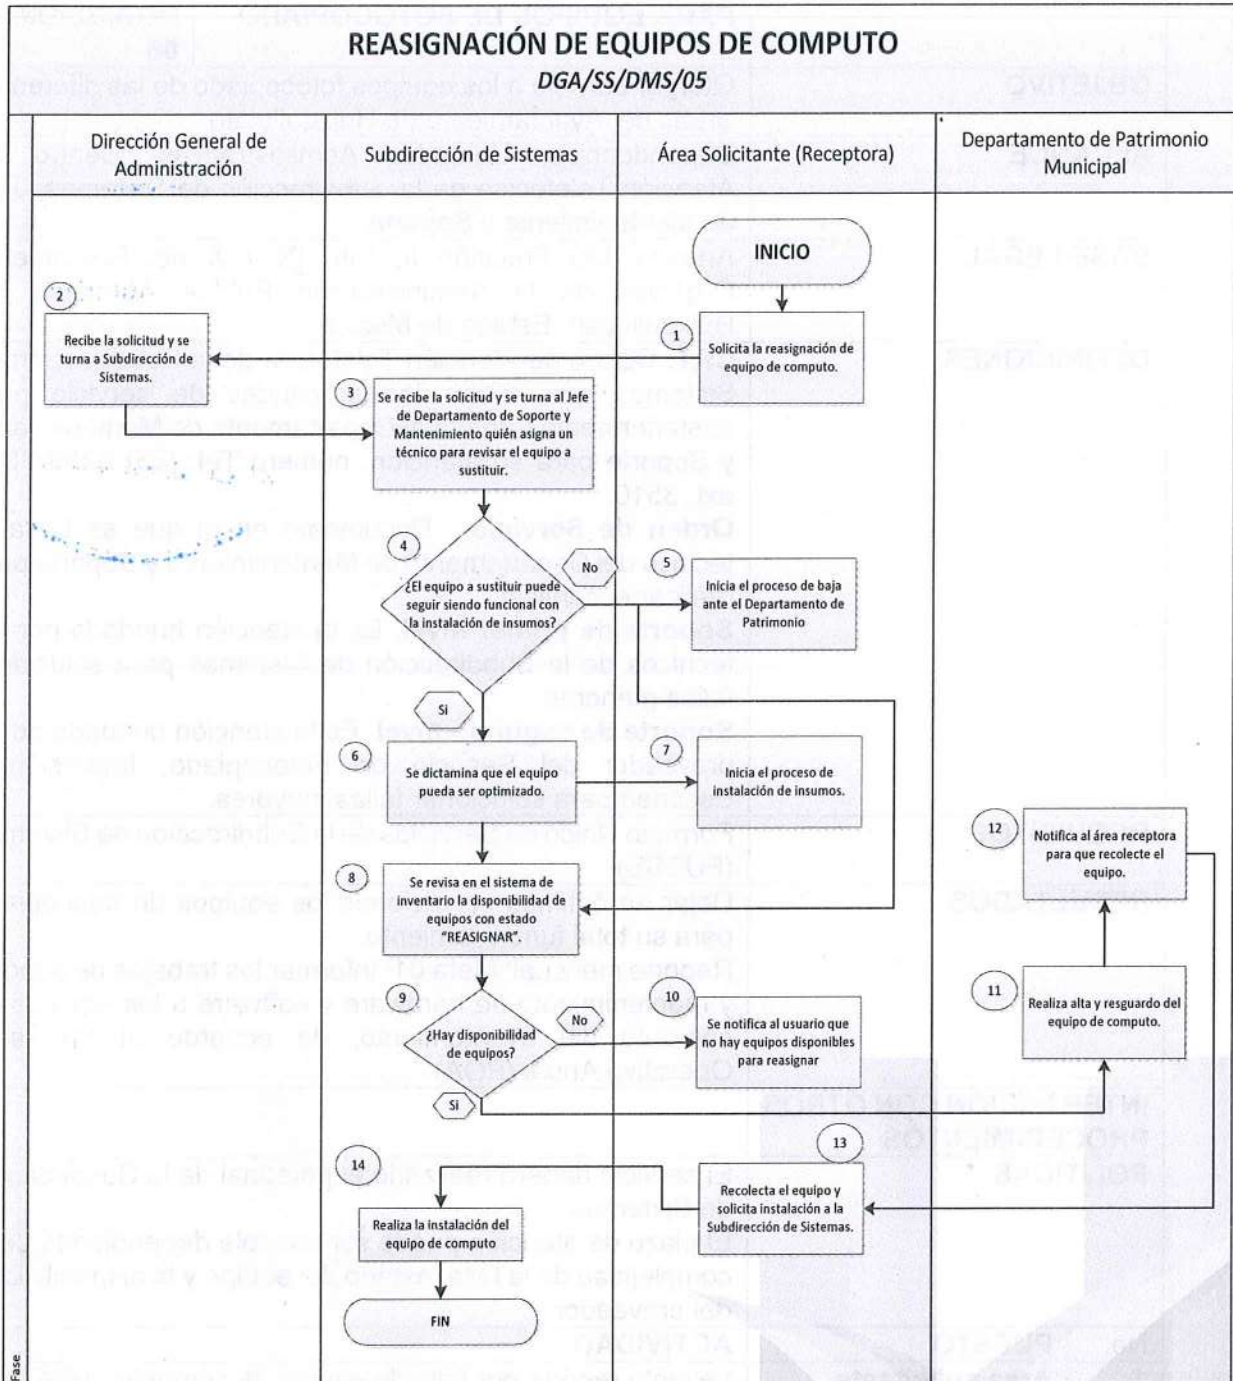 REASIGNACIÓN DE EQUIPOS DE COMPUTO
DGA/SS/DMS/05
Dirección General de
Administración
Subdirección de Sistemas
Área Solicitante (Receptora)
Departamento de Patrimonio
Municipal
INICIO
1
Solicita la reasignación de
equipo de computo.
2
Recibe la solicitud y se
turna a Subdirección de
Sistemas.
3
Se recibe la solicitud y se turna al Jefe
de Departamento de Soporte y
Mantenimiento quién asigna un
técnico para revisar el equipo a
sustituir.
4
¿El equipo a sustituir puede
seguir siendo funcional con
la instalación de insumos?
No
5
Inicia el proceso de baja
ante el Departamento de
Patrimonio
Si
6
Se dictamina que el equipo
pueda ser optimizado.
7
Inicia el proceso de
instalación de insumos.
8
Se revisa en el sistema de
inventario la disponibilidad de
equipos con estado
"REASIGNAR".
9
¿Hay disponibilidad
de equipos?
No
10
Se notifica al usuario que
no hay equipos disponibles
para reasignar
Si
11
Realiza alta y resguardo del
equipo de computo.
12
Notifica al área receptora
para que recolecte el
equipo.
13
Recolecta el equipo y
solicita instalación a la
Subdirección de Sistemas.
14
Realiza la instalación del
equipo de computo
FIN
Fase